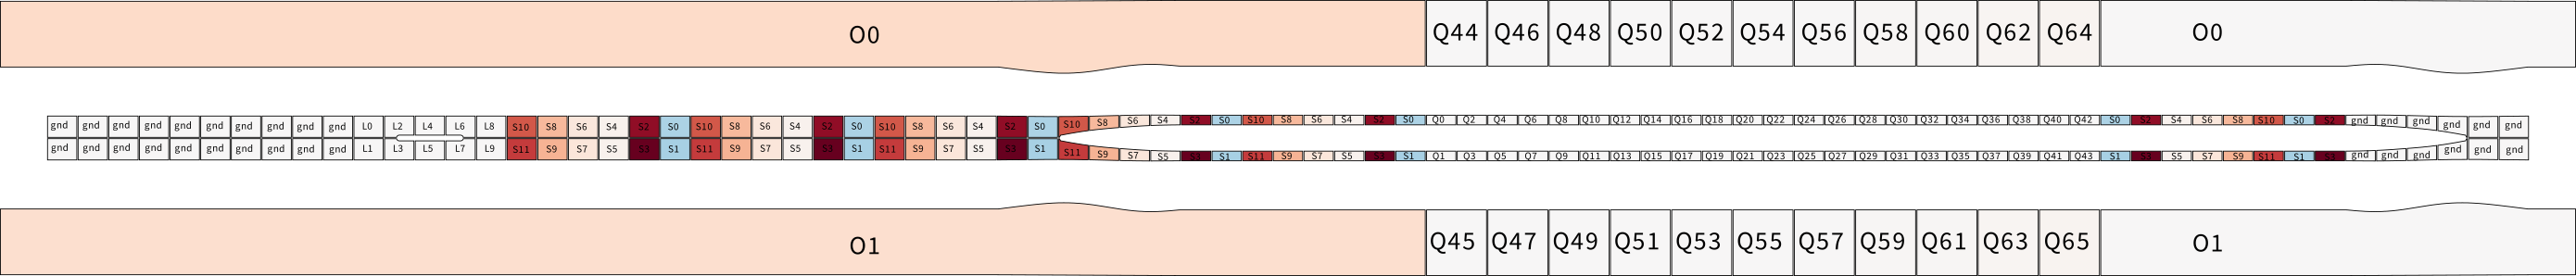 O0 Q44 Q46 Q48 Q50 Q52 Q54 Q56 Q58 Q60 Q62 Q64 O0
gnd gnd gnd gnd gnd gnd gnd gnd gnd gnd L0 L2 L4 L6 L8 S10 S8 S6 S4 S2 S0 S10 S8 S6 S4 S2 S0 S10 S8 S6 S4 S2 S0 S10 S8 S6 S4 S2 S0 S10 S8 S6 S4 S2 S0 Q0 Q2 Q4 Q6 Q8 Q10 Q12 Q14 Q16 Q18 Q20 Q22 Q24 Q26 Q28 Q30 Q32 Q34 Q36 Q38 Q40 Q42 S0 S2 S4 S6 S8 S10 S0 S2 gnd gnd gnd gnd gnd gnd
gnd gnd gnd gnd gnd gnd gnd gnd gnd gnd L1 L3 L5 L7 L9 S11 S9 S7 S5 S3 S1 S11 S9 S7 S5 S3 S1 S11 S9 S7 S5 S3 S1 S11 S9 S7 S5 S3 S1 S11 S9 S7 S5 S3 S1 Q1 Q3 Q5 Q7 Q9 Q11 Q13 Q15 Q17 Q19 Q21 Q23 Q25 Q27 Q29 Q31 Q33 Q35 Q37 Q39 Q41 Q43 S1 S3 S5 S7 S9 S11 S1 S3 gnd gnd gnd gnd gnd gnd
O1 Q45 Q47 Q49 Q51 Q53 Q55 Q57 Q59 Q61 Q63 Q65 O1